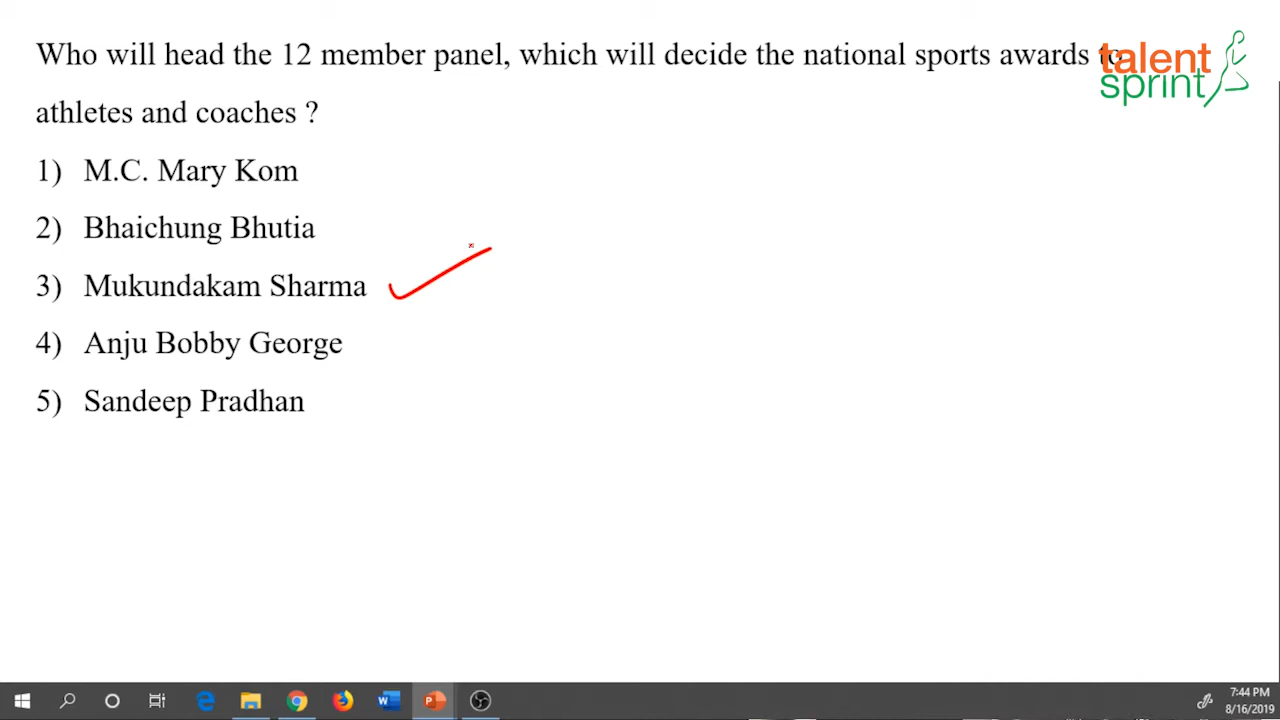 Who will head the 12 member panel, which will decide the national sports awards to
athletes and coaches ?
1) M.C. Mary Kom
2) Bhaichung Bhutia
3) Mukundakam Sharma
4) Anju Bobby George
5) Sandeep Pradhan
talent
sprint
7:44 PM
8/16/2019